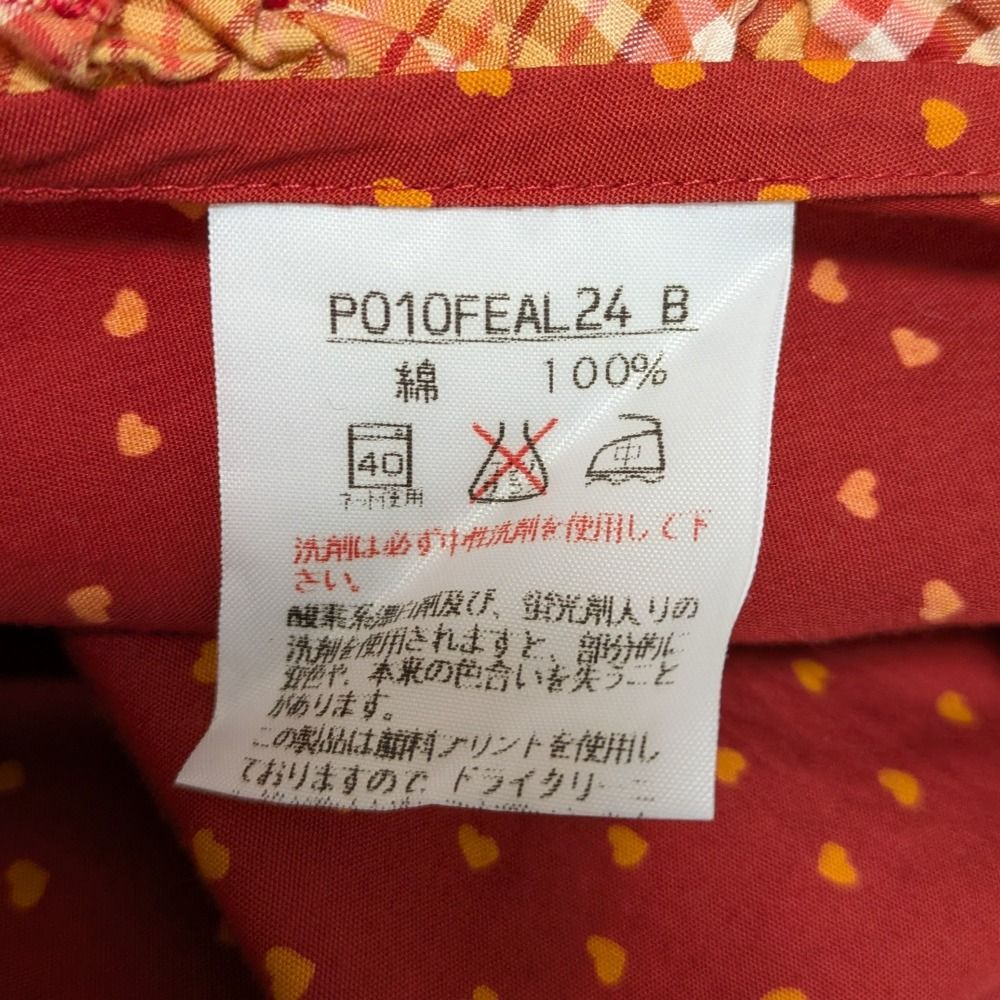 P010FEAL24 B
綿 100%
40
ネット使用
中
洗剤は必ず中性洗剤を使用して下
さい。
酸素系漂白剤及び、蛍光剤入りの
洗剤を使用されますと、部分的に
変色や、本来の色合いを失うこと
があります。
この製品は顔料プリントを使用し
ておりますので、ドライクリーニ